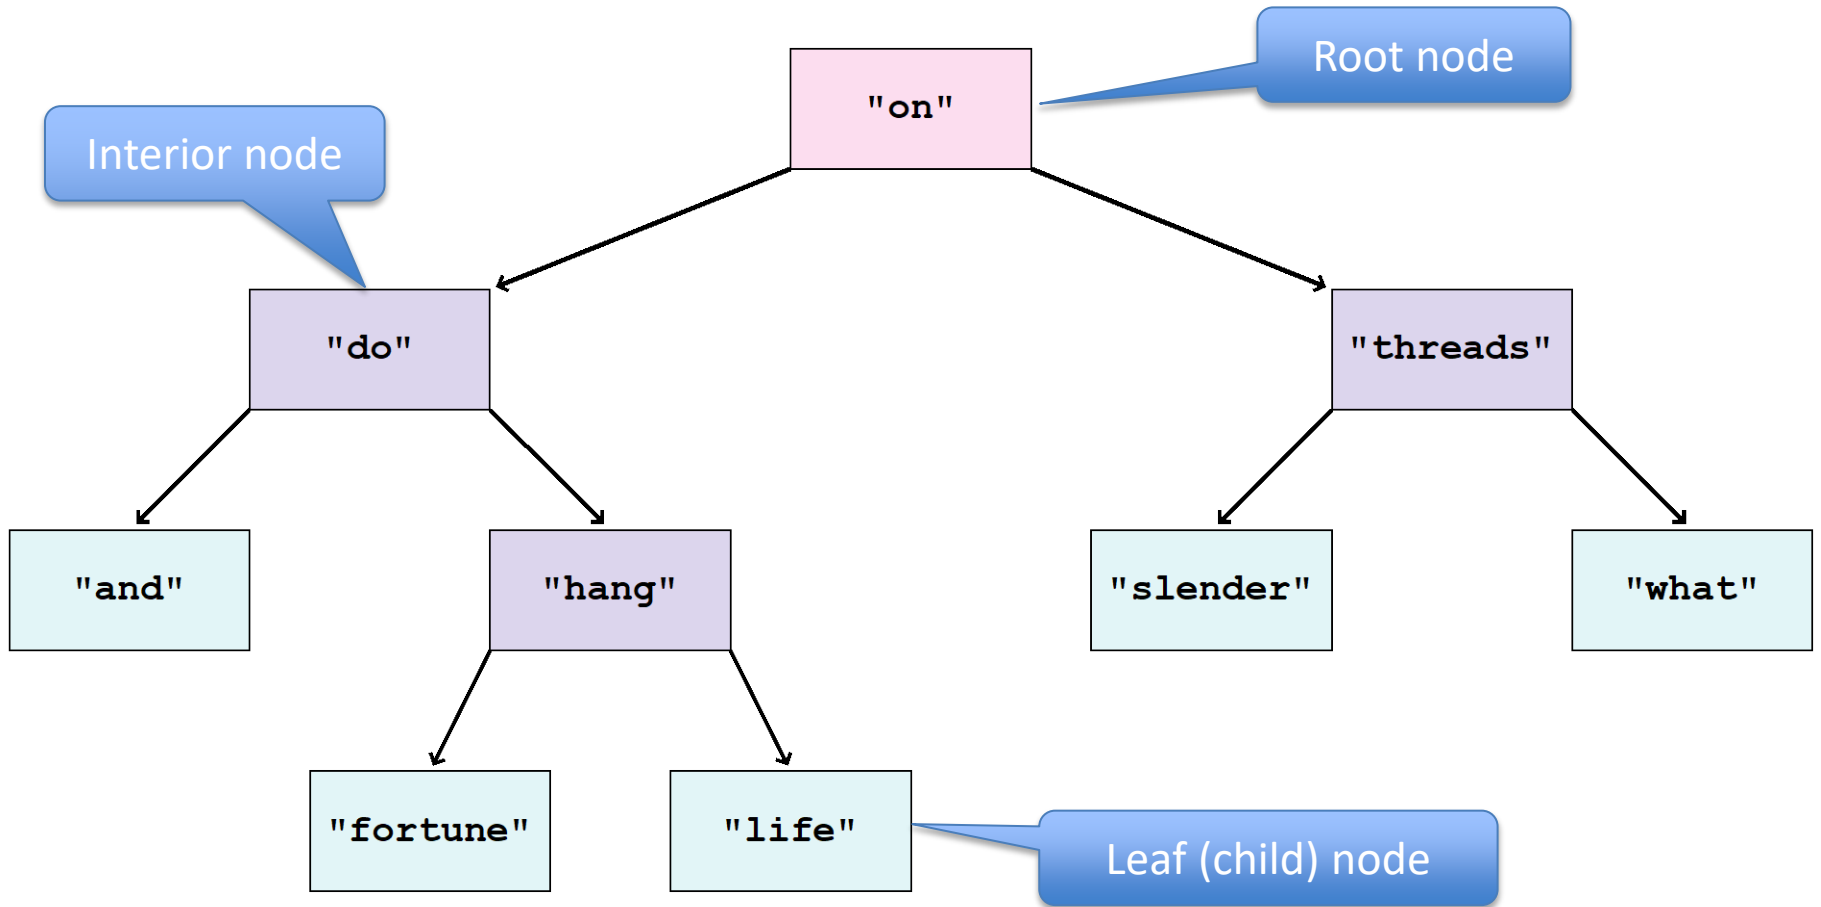 Root node
"on"
Interior node
"do"
"threads"
"and"
"hang"
"slender"
"what"
"fortune"
"life"
Leaf (child) node